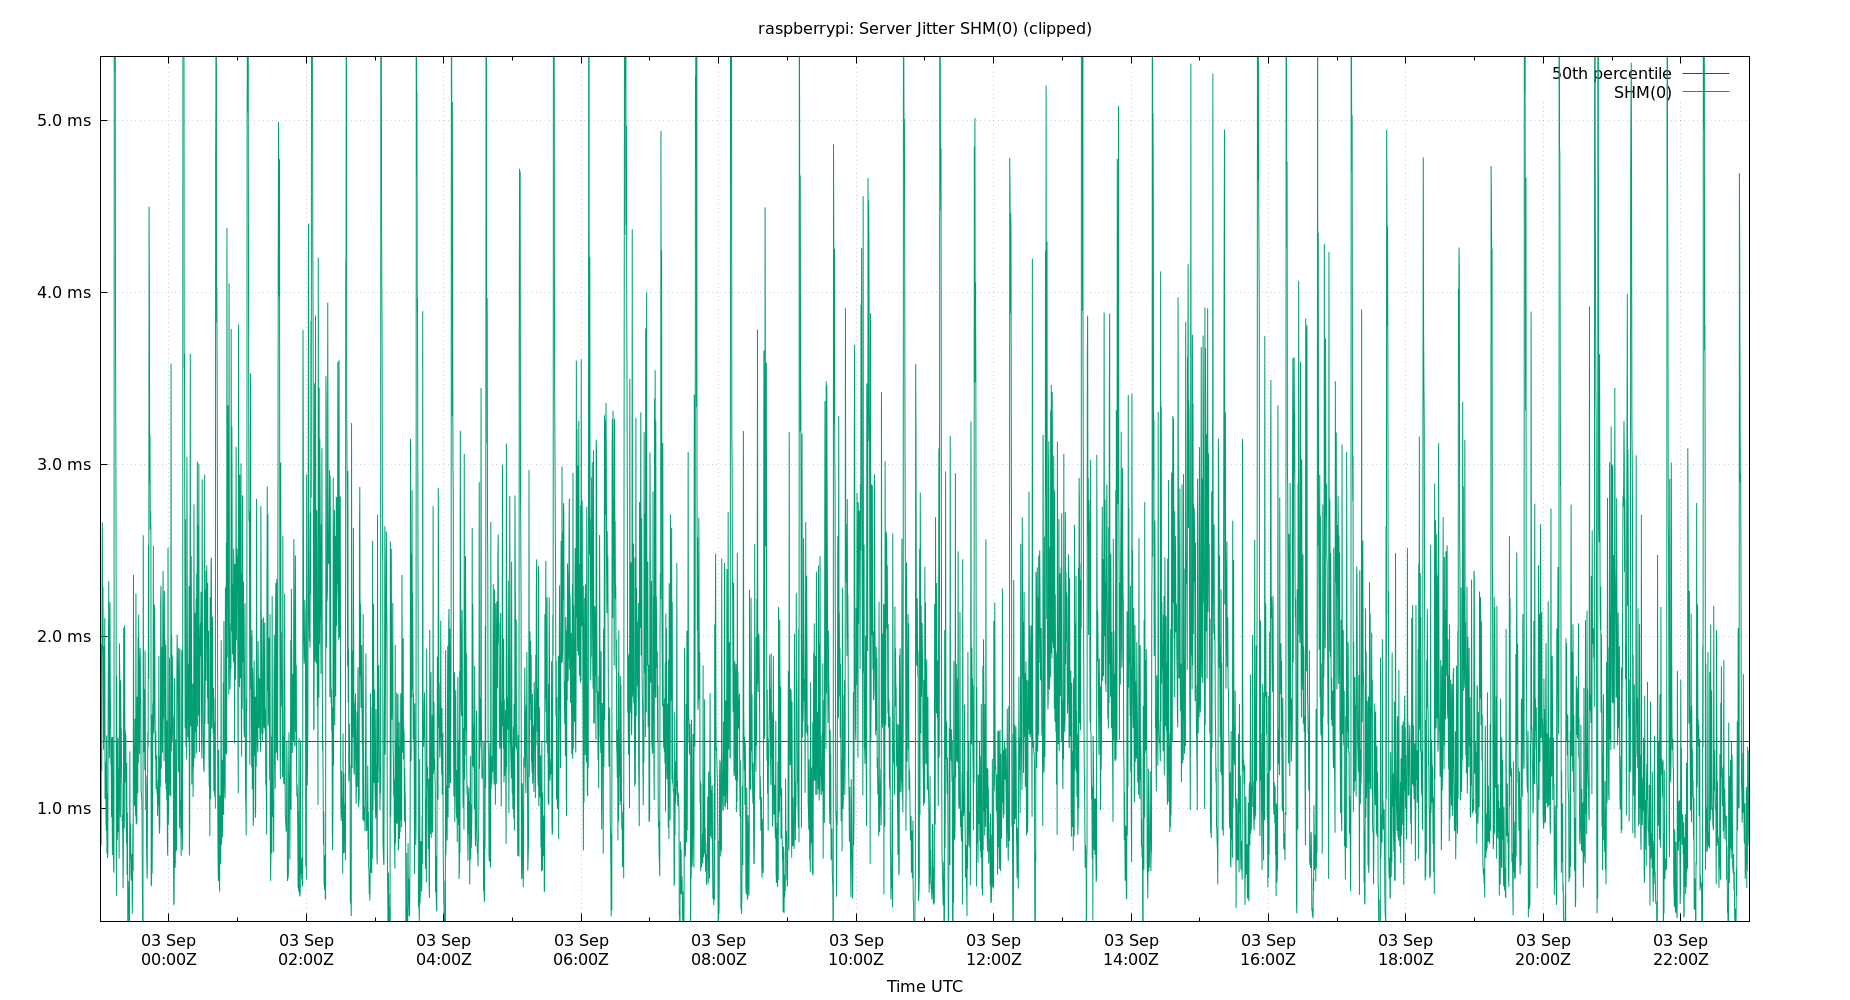 raspberrypi: Server Jitter SHM(0) (clipped)
50th percentile
SHM(0)
5.0 ms
4.0 ms
3.0 ms
2.0 ms
1.0 ms
03 Sep 03 Sep 03 Sep 03 Sep 03 Sep 03 Sep 03 Sep 03 Sep 03 Sep 03 Sep 03 Sep 03 Sep
00:00Z 02:00Z 04:00Z 06:00Z 08:00Z 10:00Z 12:00Z 14:00Z 16:00Z 18:00Z 20:00Z 22:00Z
Time UTC